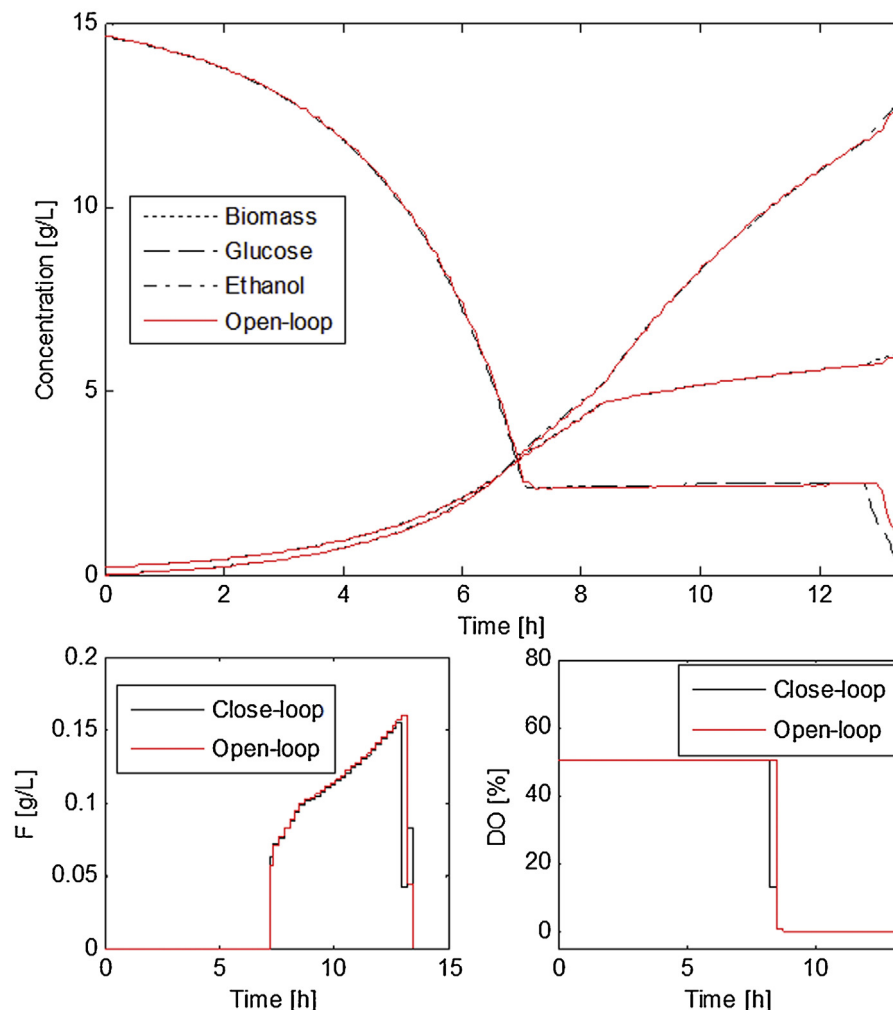 15
10
5
0
Concentration [g/L]
Biomass
Glucose
Ethanol
Open-loop
0 2 4 6 8 10 12
Time [h]
0.2
0.15
0.1
0.05
0
F [g/L]
Close-loop
Open-loop
0 5 10 15
Time [h]
80
60
40
20
0
DO [%]
Close-loop
Open-loop
0 5 10
Time [h]